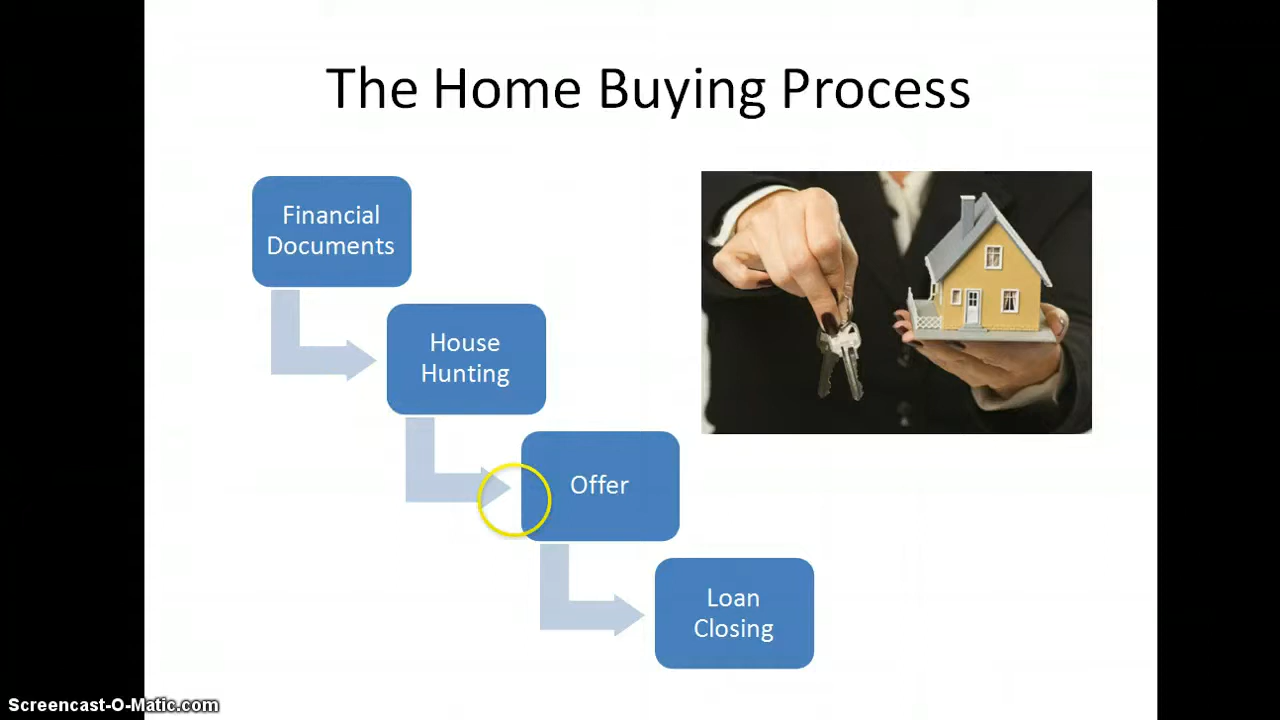 The Home Buying Process
Financial
Documents
House
Hunting
Offer
Loan
Closing
Screencast-O-Matic.com